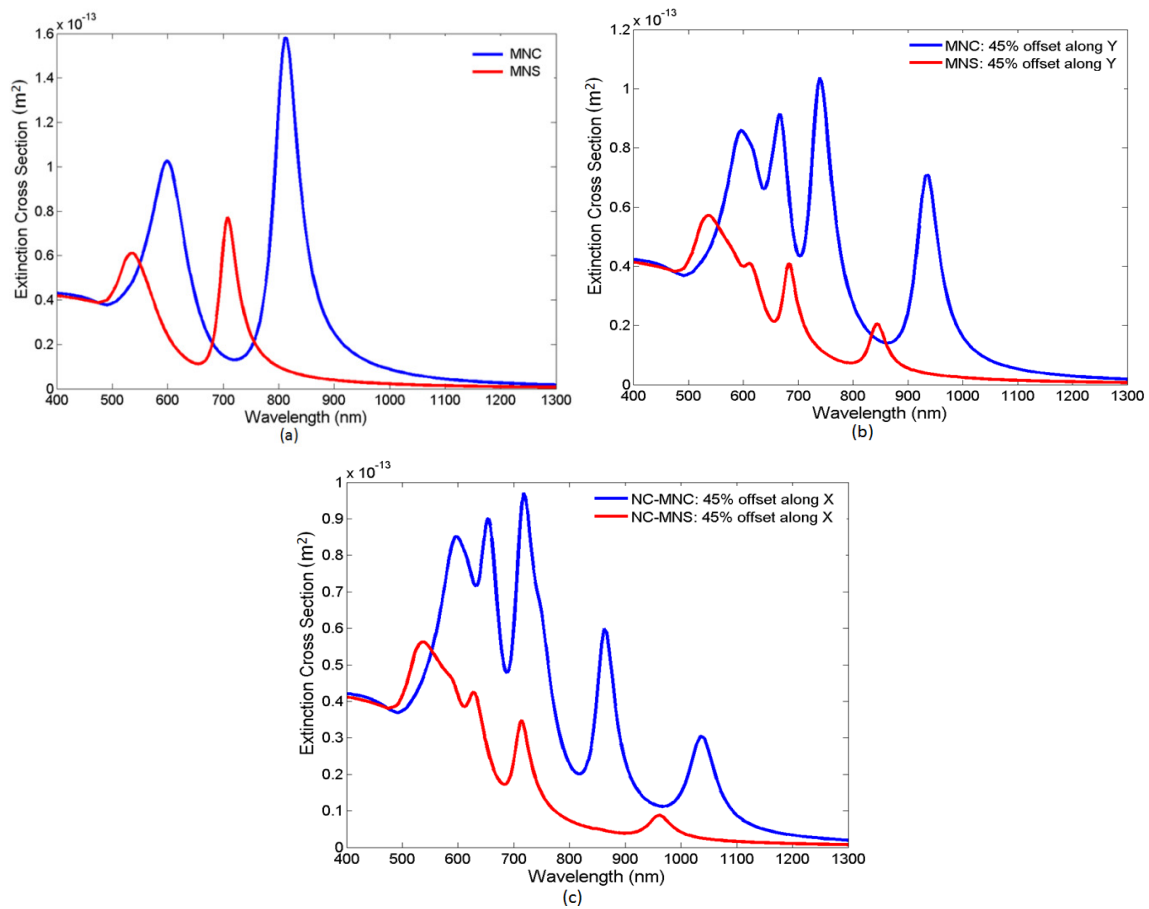 x 10⁻¹³
1.6
1.4
1.2
1
0.8
0.6
0.4
0.2
0
Extinction Cross Section (m²)
MNC
MNS
400 500 600 700 800 900 1000 1100 1200 1300
Wavelength (nm)
(a)
x 10⁻¹³
1.2
1
0.8
0.6
0.4
0.2
0
Extinction Cross Section (m²)
MNC: 45% offset along Y
MNS: 45% offset along Y
400 500 600 700 800 900 1000 1100 1200 1300
Wavelength (nm)
(b)
x 10⁻¹³
1
0.9
0.8
0.7
0.6
0.5
0.4
0.3
0.2
0.1
0
Extinction Cross Section (m²)
NC-MNC: 45% offset along X
NC-MNS: 45% offset along X
400 500 600 700 800 900 1000 1100 1200 1300
Wavelength (nm)
(c)